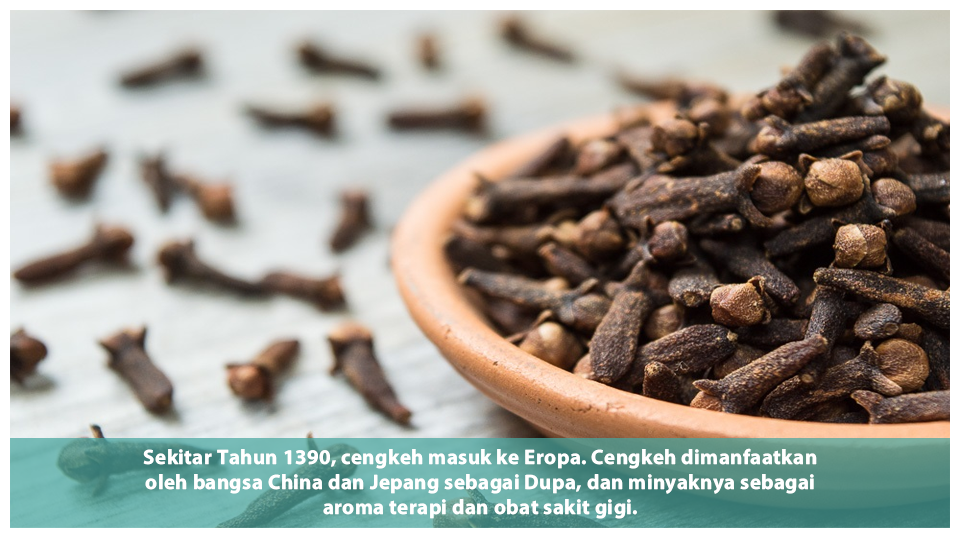 Sekitar Tahun 1390, cengkeh masuk ke Eropa. Cengkeh dimanfaatkan
oleh bangsa China dan Jepang sebagai Dupa, dan minyaknya sebagai
aroma terapi dan obat sakit gigi.